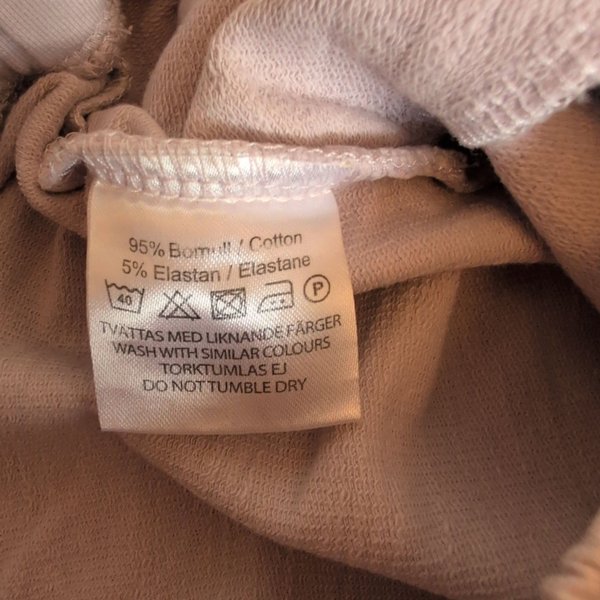 95% Bomull / Cotton
5% Elastan / Elastane
40 P
TVÄTTAS MED LIKNANDE FÄRGER
WASH WITH SIMILAR COLOURS
TORKTUMLAS EJ
DO NOT TUMBLE DRY